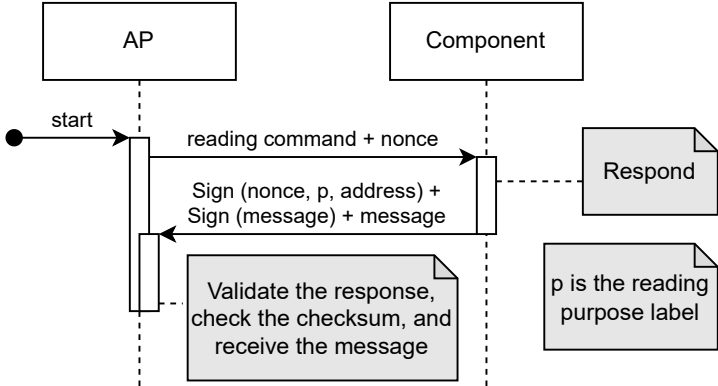 AP
Component
start
reading command + nonce
Respond
Sign (nonce, p, address) +
Sign (message) + message
p is the reading
purpose label
Validate the response,
check the checksum, and
receive the message